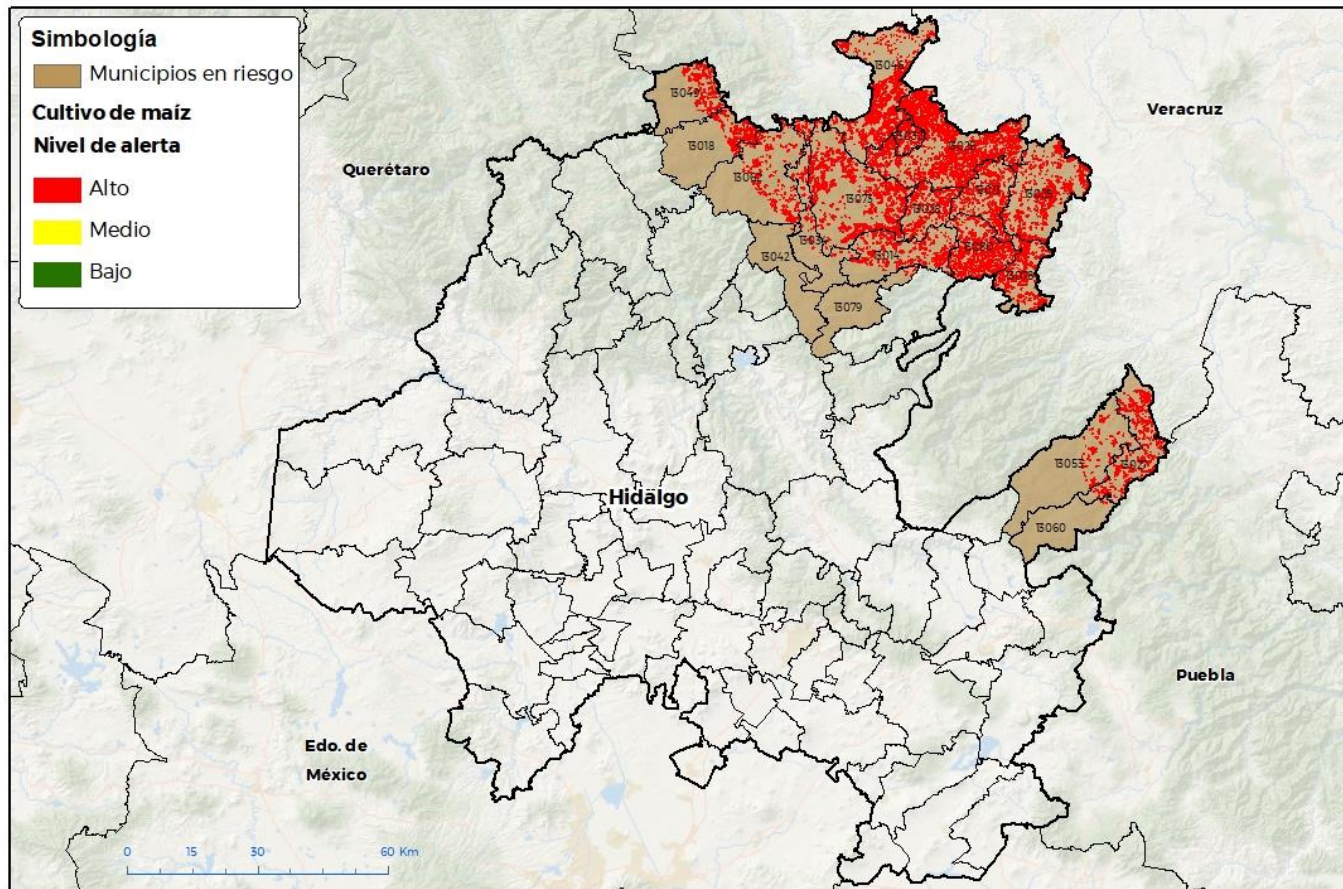 Simbología
Municipios en riesgo
Cultivo de maíz
Nivel de alerta
Alto
Medio
Bajo
Veracruz
Querétaro
13049
13018
13073
13014
13042
13079
13053
13060
Hidalgo
Puebla
Edo. de
México
0 15 30 60 Km